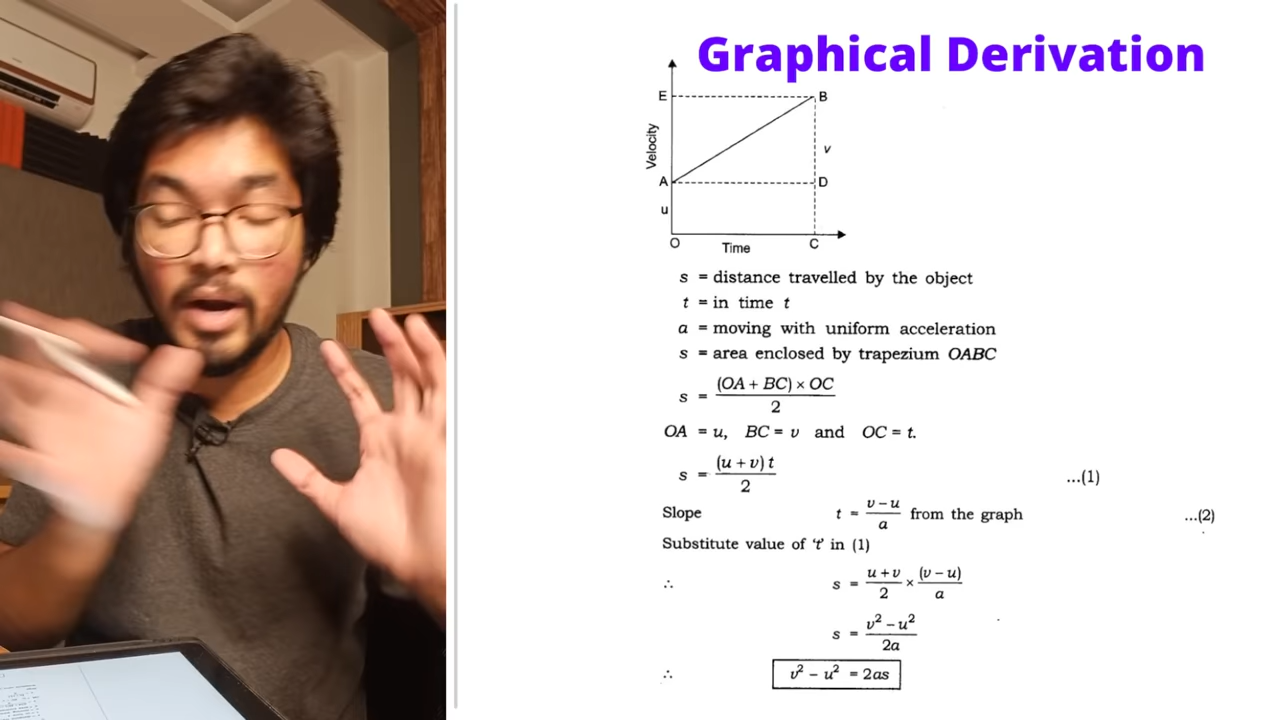 Graphical Derivation
E
B
Velocity
v
A
D
u
O
Time
C
s = distance travelled by the object
t = in time t
a = moving with uniform acceleration
s = area enclosed by trapezium OABC
s = (OA + BC) × OC / 2
OA = u, BC = v and OC = t.
s = (u + v) t / 2 ...(1)
Slope t = v – u / a from the graph ...(2)
Substitute value of 't' in (1)
∴ s = u + v / 2 × (v – u) / a
s = v² – u² / 2a
∴ v² – u² = 2as